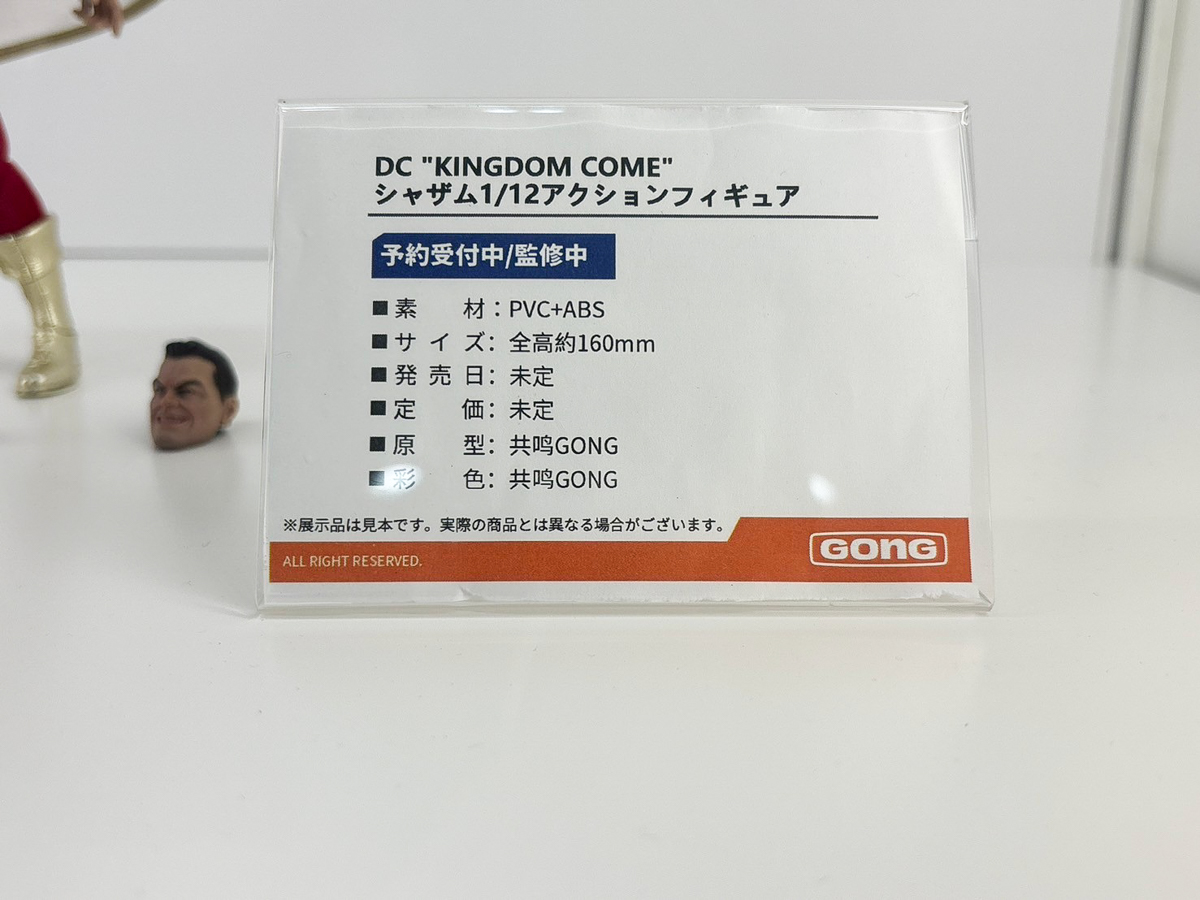 DC "KINGDOM COME"
シャザム1/12アクションフィギュア
予約受付中/監修中
■素　　材：PVC+ABS
■サ イ ズ：全高約160mm
■発 売 日：未定
■定　　価：未定
■原　　型：共鸣GONG
■彩　　色：共鸣GONG
※展示品は見本です。実際の商品とは異なる場合がございます。
ALL RIGHT RESERVED.
GONG